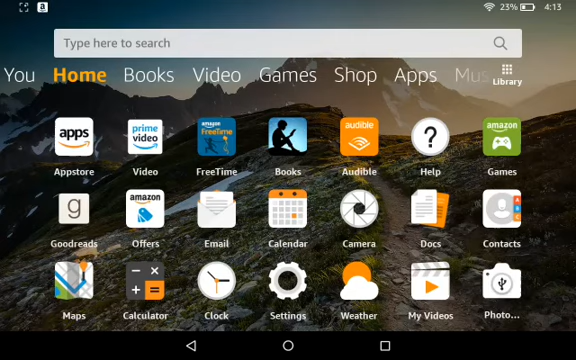 23% 4:13
Type here to search
You Home Books Video Games Shop Apps Mus
Library
apps prime video amazon FreeTime audible ? amazon
Appstore Video FreeTime Books Audible Help Games
g amazon A B C
Goodreads Offers Email Calendar Camera Docs Contacts
Maps Calculator Clock Settings Weather My Videos Photo...